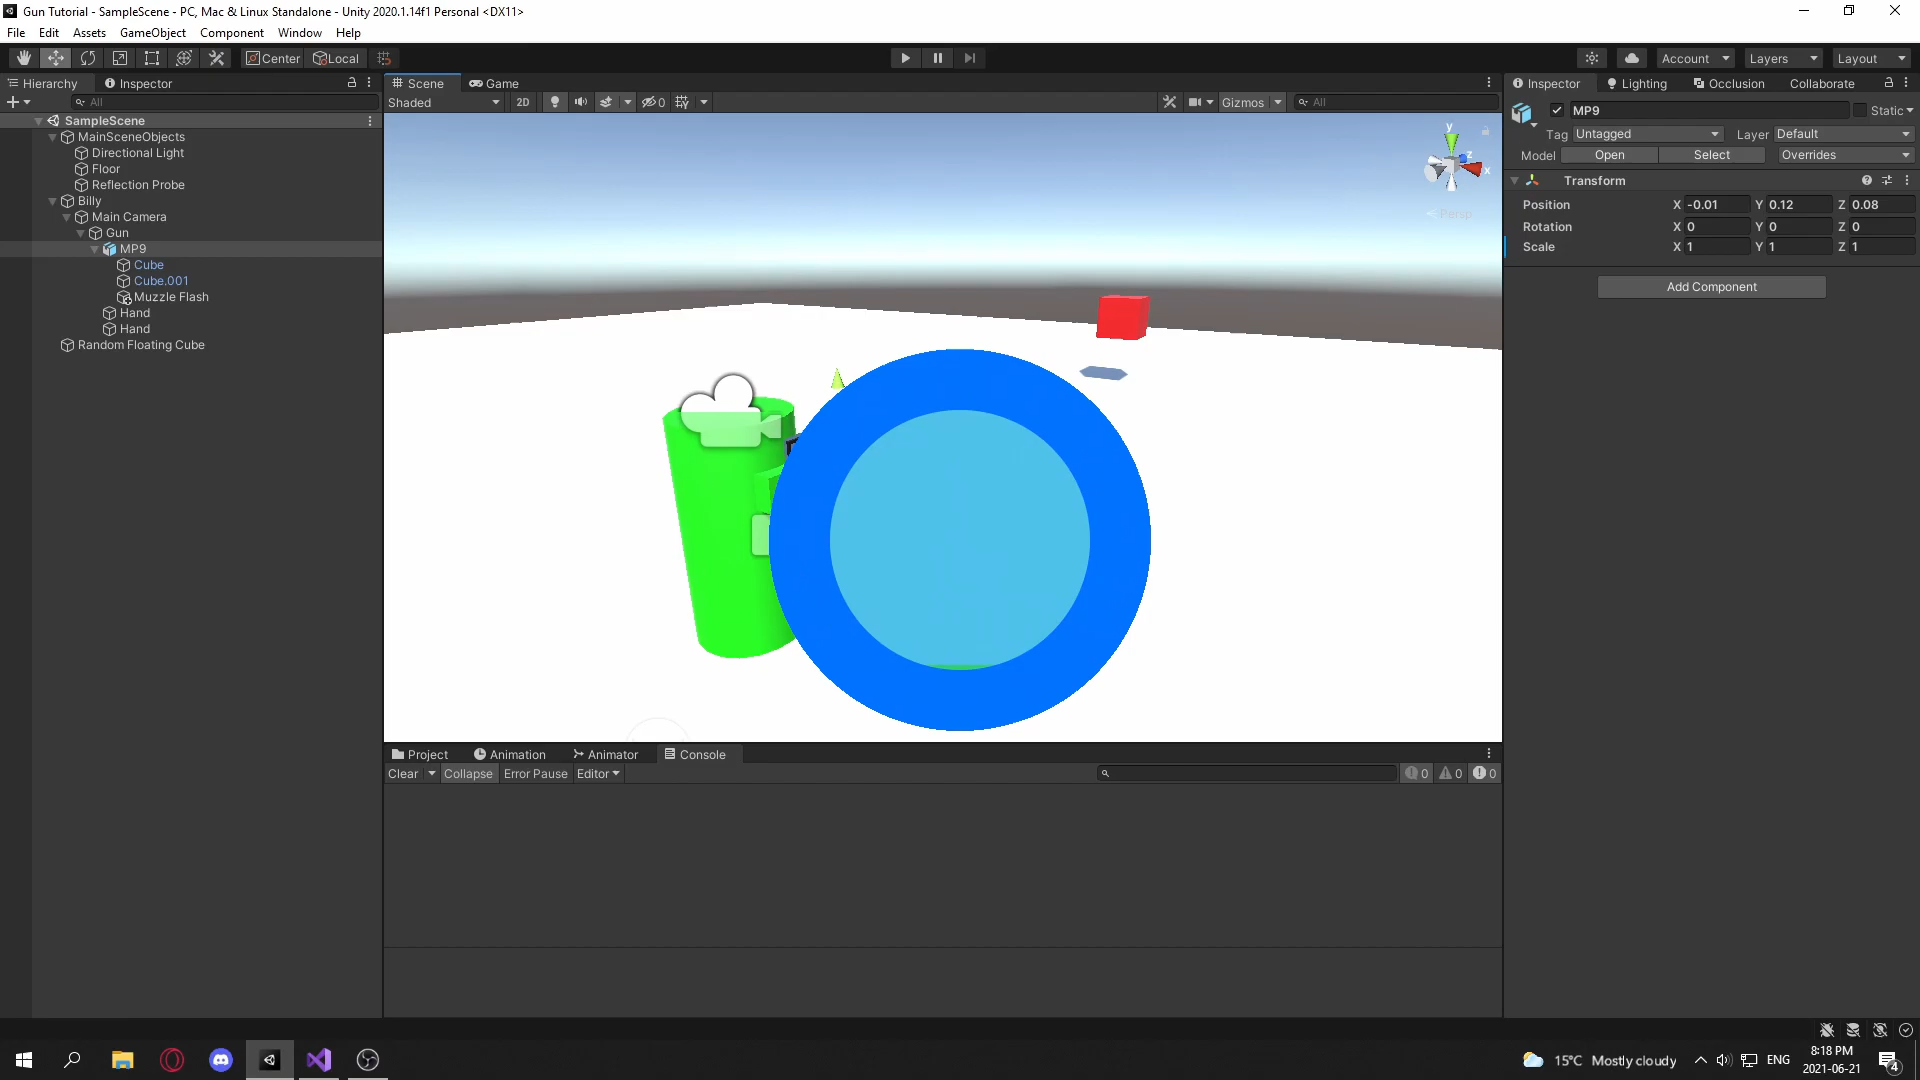 Gun Tutorial - SampleScene - PC, Mac & Linux Standalone - Unity 2020.1.14f1 Personal <DX11>
File Edit Assets GameObject Component Window Help
Center Local Account Layers Layout
Hierarchy Inspector
All
SampleScene
MainSceneObjects
Directional Light
Floor
Reflection Probe
Billy
Main Camera
Gun
MP9
Cube
Cube.001
Muzzle Flash
Hand
Hand
Random Floating Cube
Scene Game
Shaded 2D 0 Gizmos All
y
z
x
Persp
Project Animation Animator Console
Clear Collapse Error Pause Editor 0 0 0
Inspector Lighting Occlusion Collaborate
MP9 Static
Tag Untagged Layer Default
Model Open Select Overrides
Transform
Position X -0.01 Y 0.12 Z 0.08
Rotation X 0 Y 0 Z 0
Scale X 1 Y 1 Z 1
Add Component
15°C Mostly cloudy ENG 8:18 PM
2021-06-21
4